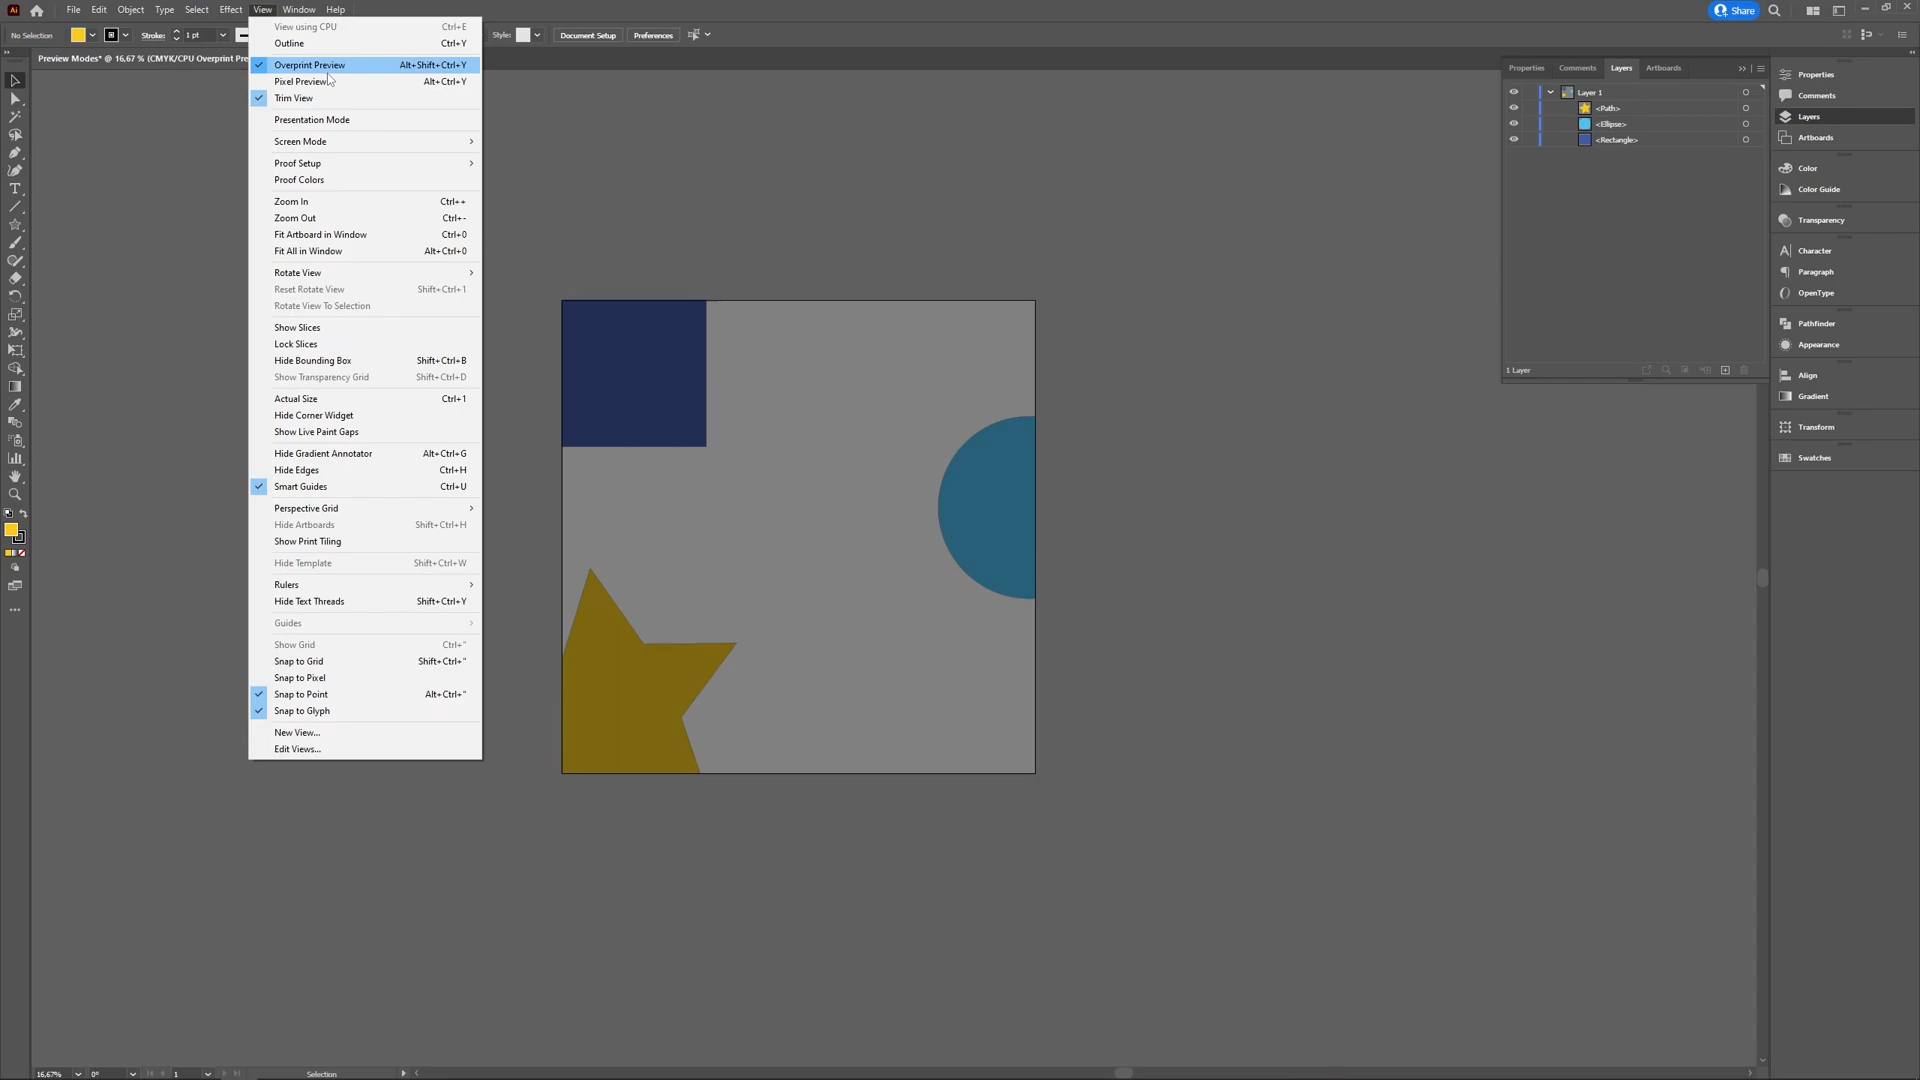 Ai File Edit Object Type Select Effect View Window Help Share
No Selection Stroke: 1 pt Style: Document Setup Preferences
Preview Modes* @ 16,67 % (CMYK/CPU Overprint Pre
View using CPU Ctrl+E
Outline Ctrl+Y
Overprint Preview Alt+Shift+Ctrl+Y
Pixel Preview Alt+Ctrl+Y
Trim View
Presentation Mode
Screen Mode
Proof Setup
Proof Colors
Zoom In Ctrl++
Zoom Out Ctrl+-
Fit Artboard in Window Ctrl+0
Fit All in Window Alt+Ctrl+0
Rotate View
Reset Rotate View Shift+Ctrl+1
Rotate View To Selection
Show Slices
Lock Slices
Hide Bounding Box Shift+Ctrl+B
Show Transparency Grid Shift+Ctrl+D
Actual Size Ctrl+1
Hide Corner Widget
Show Live Paint Gaps
Hide Gradient Annotator Alt+Ctrl+G
Hide Edges Ctrl+H
Smart Guides Ctrl+U
Perspective Grid
Hide Artboards Shift+Ctrl+H
Show Print Tiling
Hide Template Shift+Ctrl+W
Rulers
Hide Text Threads Shift+Ctrl+Y
Guides
Show Grid Ctrl+"
Snap to Grid Shift+Ctrl+"
Snap to Pixel
Snap to Point Alt+Ctrl+"
Snap to Glyph
New View...
Edit Views...
Properties Comments Layers Artboards
Layer 1
<Path>
<Ellipse>
<Rectangle>
1 Layer
Properties
Comments
Layers
Artboards
Color
Color Guide
Transparency
Character
Paragraph
OpenType
Pathfinder
Appearance
Align
Gradient
Transform
Swatches
16,67% 0° 1 Selection